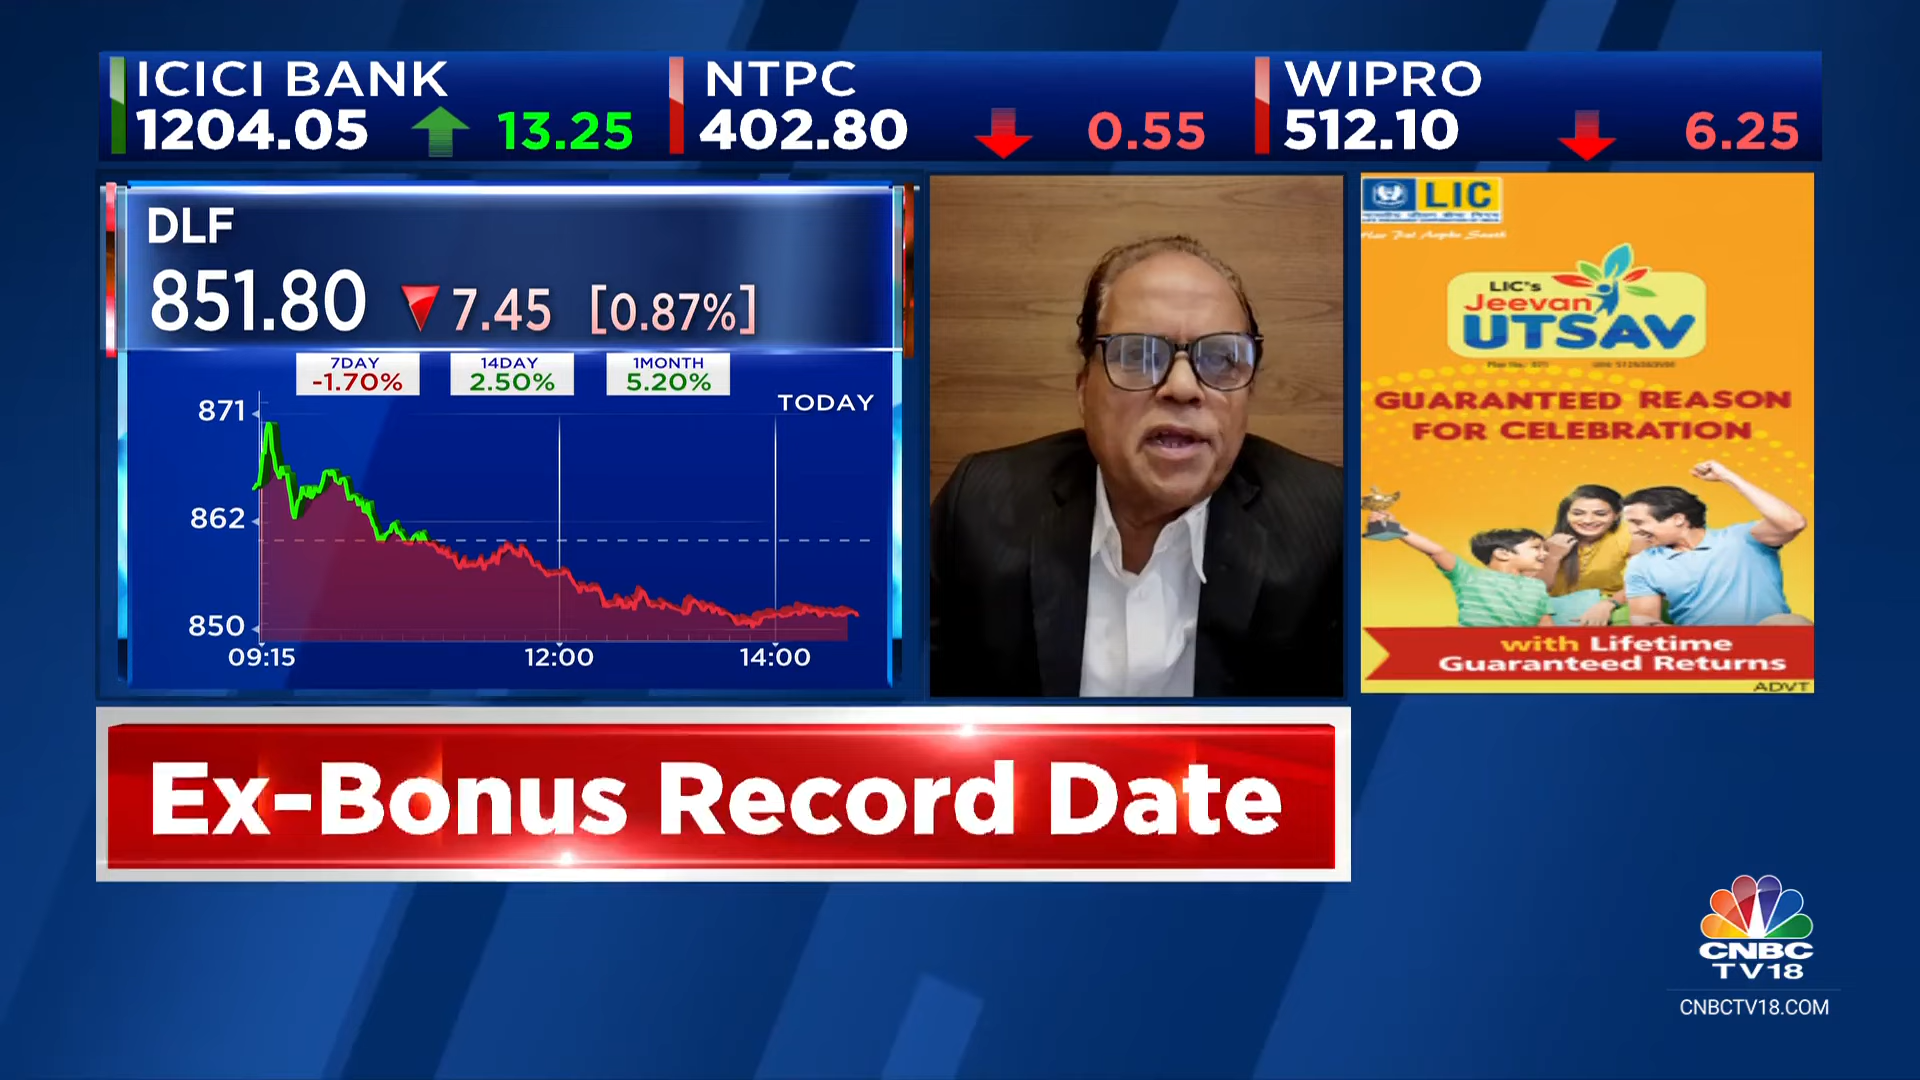 ICICI BANK
1204.05 13.25
NTPC
402.80 0.55
WIPRO
512.10 6.25
DLF
851.80 7.45 [0.87%]
7DAY
-1.70%
14DAY
2.50%
1MONTH
5.20%
TODAY
871
862
850
09:15 12:00 14:00
LIC
LIC's
Jeevan
UTSAV
GUARANTEED REASON
FOR CELEBRATION
with Lifetime
Guaranteed Returns
ADVT
Ex-Bonus Record Date
CNBC
TV18
CNBCTV18.COM